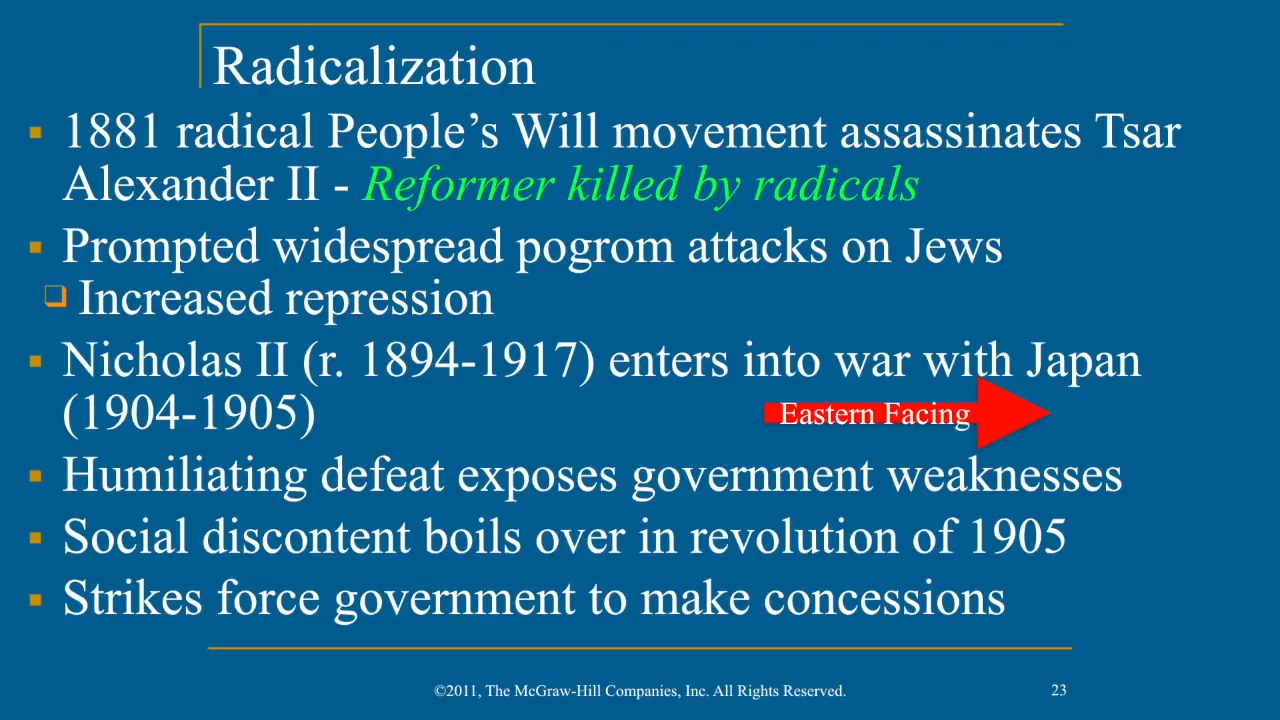 Radicalization
1881 radical People’s Will movement assassinates Tsar
Alexander II - Reformer killed by radicals
Prompted widespread pogrom attacks on Jews
Increased repression
Nicholas II (r. 1894-1917) enters into war with Japan
(1904-1905)
Eastern Facing
Humiliating defeat exposes government weaknesses
Social discontent boils over in revolution of 1905
Strikes force government to make concessions
©2011, The McGraw-Hill Companies, Inc. All Rights Reserved.
23